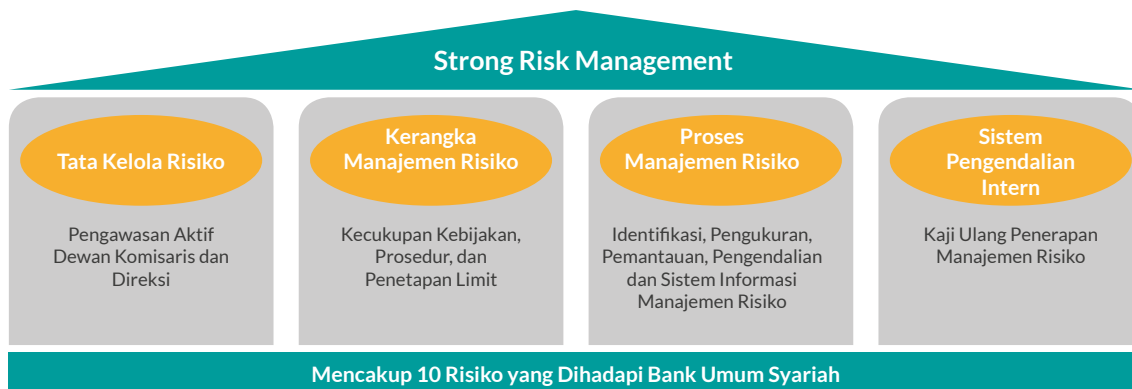 Strong Risk Management
Tata Kelola Risiko
Pengawasan Aktif
Dewan Komisaris dan
Direksi
Kerangka
Manajemen Risiko
Kecukupan Kebijakan,
Prosedur, dan
Penetapan Limit
Proses
Manajemen Risiko
Identifikasi, Pengukuran,
Pemantauan, Pengendalian
dan Sistem Informasi
Manajemen Risiko
Sistem
Pengendalian
Intern
Kaji Ulang Penerapan
Manajemen Risiko
Mencakup 10 Risiko yang Dihadapi Bank Umum Syariah